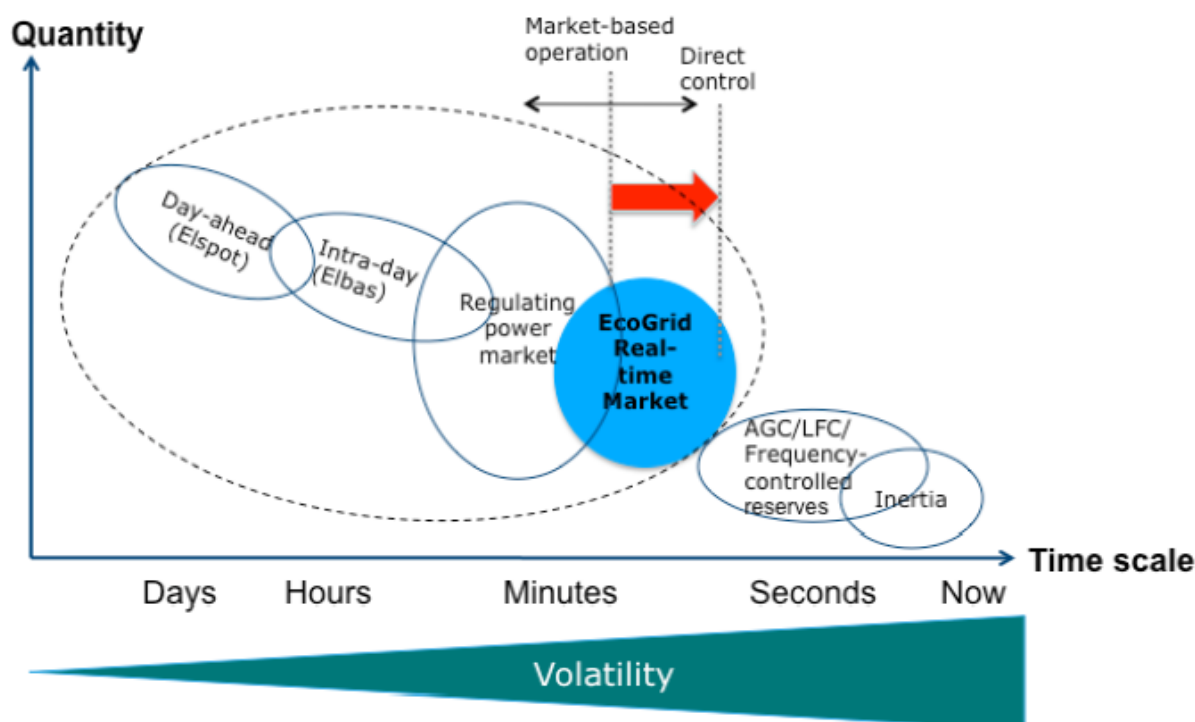 Quantity
Market-based
operation
Direct
control
Day-ahead
(Elspot)
Intra-day
(Elbas)
Regulating
power
market
EcoGrid
Real-
time
Market
AGC/LFC/
Frequency-
controlled
reserves
Inertia
Time scale
Days
Hours
Minutes
Seconds
Now
Volatility